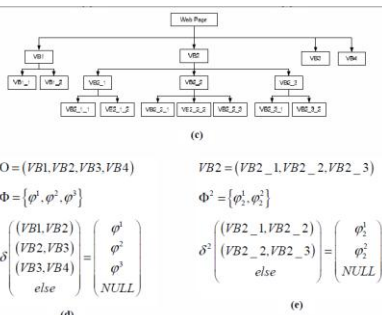 Web Page
VB1 VB2 VB3 VB4
VB1_1 VB1_2 VB2_1 VB2_2 VB2_3
VB2_1_1 VB2_1_2 VB2_2_1 VB2_2_2 VB2_2_3 VB2_3_1 VB2_3_2
(c)
O = (VB1,VB2,VB3,VB4)
Φ = {φ¹, φ², φ³}
δ ( (VB1,VB2) (VB2,VB3) (VB3,VB4) else ) = ( φ¹ φ² φ³ NULL )
(d)
VB2 = (VB2_1,VB2_2,VB2_3)
Φ² = {φ₂¹, φ₂²}
δ² ( (VB2_1,VB2_2) (VB2_2,VB2_3) else ) = ( φ₂¹ φ₂² NULL )
(e)